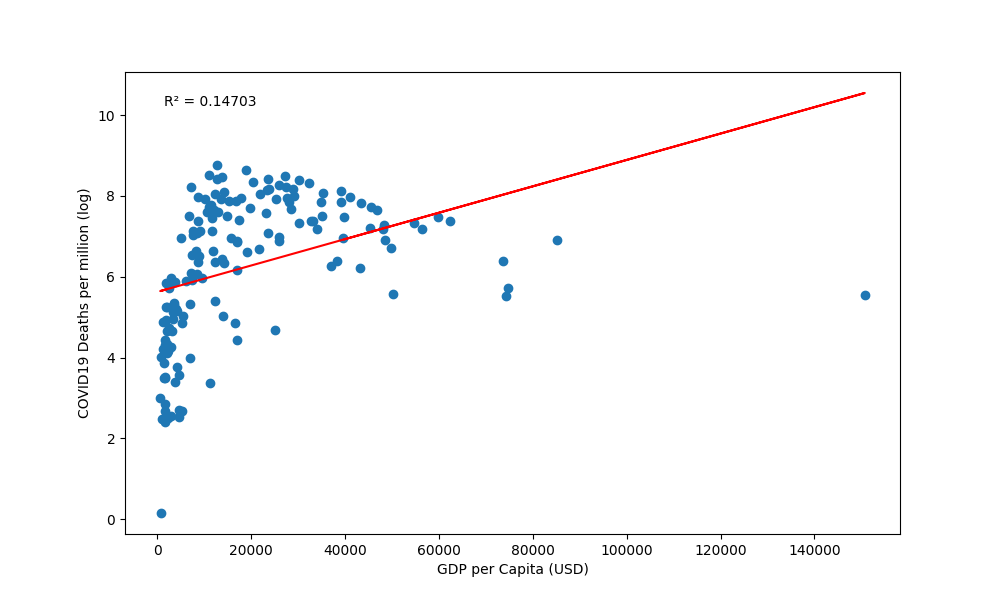 R² = 0.14703
10
8
6
4
2
0
COVID19 Deaths per million (log)
0 20000 40000 60000 80000 100000 120000 140000
GDP per Capita (USD)